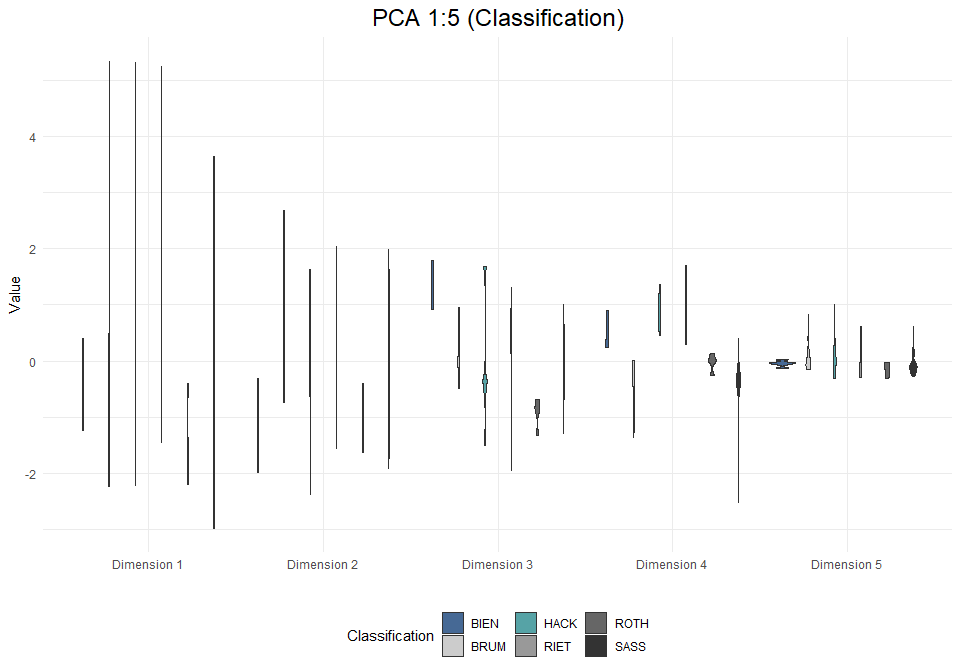 PCA 1:5 (Classification)
Value
4
2
0
-2
Dimension 1 Dimension 2 Dimension 3 Dimension 4 Dimension 5
Classification
BIEN HACK ROTH
BRUM RIET SASS